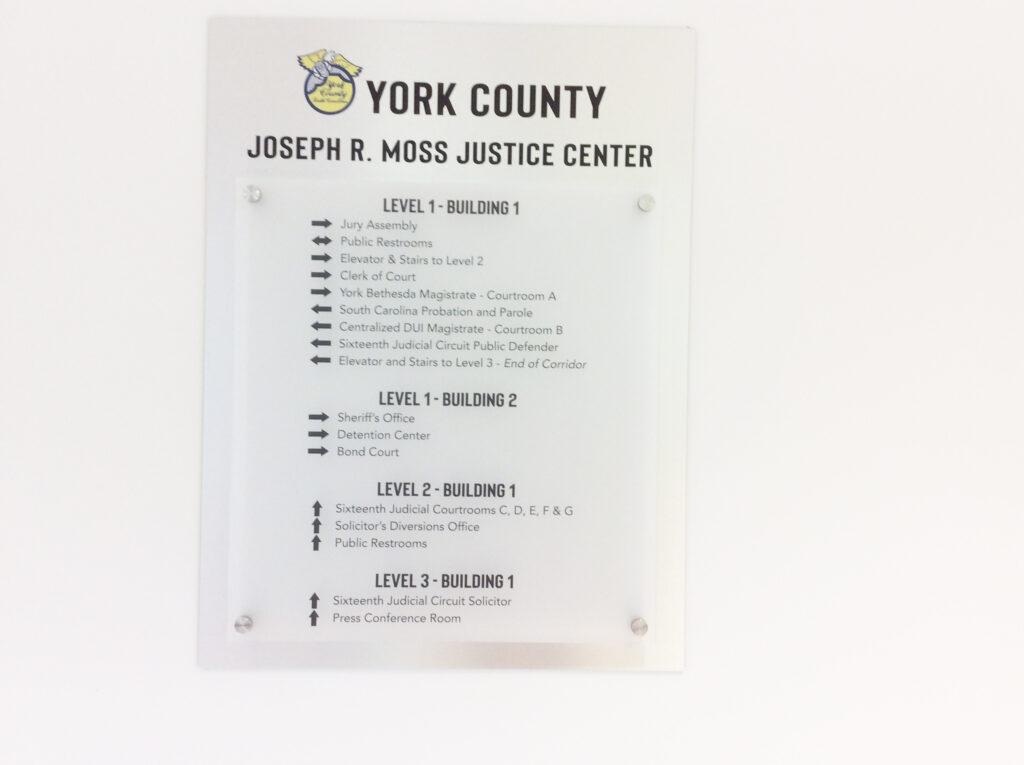 York
County
YORK COUNTY
JOSEPH R. MOSS JUSTICE CENTER
LEVEL 1 - BUILDING 1
Jury Assembly
Public Restrooms
Elevator & Stairs to Level 2
Clerk of Court
York Bethesda Magistrate - Courtroom A
South Carolina Probation and Parole
Centralized DUI Magistrate - Courtroom B
Sixteenth Judicial Circuit Public Defender
Elevator and Stairs to Level 3 - End of Corridor
LEVEL 1 - BUILDING 2
Sheriff's Office
Detention Center
Bond Court
LEVEL 2 - BUILDING 1
Sixteenth Judicial Courtrooms C, D, E, F & G
Solicitor's Diversions Office
Public Restrooms
LEVEL 3 - BUILDING 1
Sixteenth Judicial Circuit Solicitor
Press Conference Room